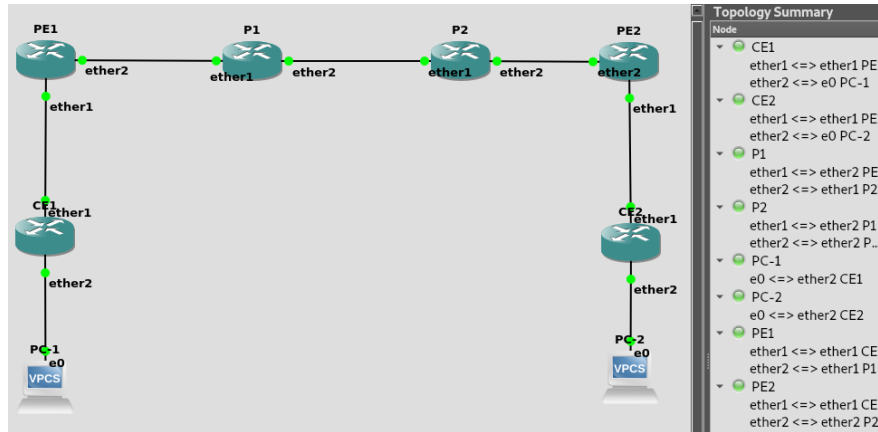 PE1
P1
P2
PE2
ether2
ether1
ether2
ether1
ether2
ether2
ether1
ether1
CE1
ether1
CE2
ether1
ether2
ether2
PC-1
e0
VPCS
PC-2
e0
VPCS
Topology Summary
Node
CE1
ether1 <=> ether1 PE
ether2 <=> e0 PC-1
CE2
ether1 <=> ether1 PE
ether2 <=> e0 PC-2
P1
ether1 <=> ether2 PE
ether2 <=> ether1 P2
P2
ether1 <=> ether2 P1
ether2 <=> ether2 P...
PC-1
e0 <=> ether2 CE1
PC-2
e0 <=> ether2 CE2
PE1
ether1 <=> ether1 CE
ether2 <=> ether1 P1
PE2
ether1 <=> ether1 CE
ether2 <=> ether2 P2